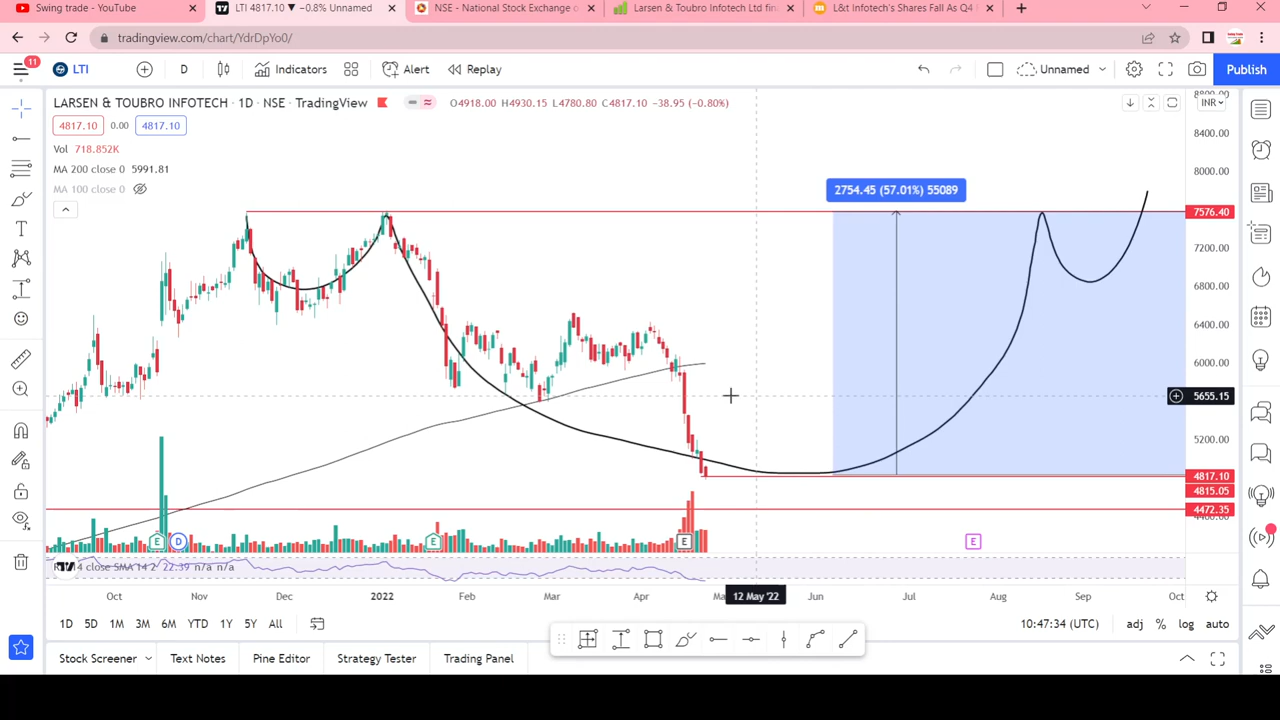 Swing trade - YouTube
LTI 4817.10 ▼ −0.8% Unnamed
NSE - National Stock Exchange o
Larsen & Toubro Infotech Ltd fin
L&t Infotech's Shares Fall As Q4
tradingview.com/chart/YdrDpYo0/
11
LTI
D
Indicators
Alert
Replay
Unnamed
Publish
LARSEN & TOUBRO INFOTECH · 1D · NSE · TradingView
O4918.00 H4930.15 L4780.80 C4817.10 −38.95 (−0.80%)
INR
4817.10 0.00 4817.10
Vol 718.852K
MA 200 close 0 5991.81
MA 100 close 0
2754.45 (57.01%) 55089
8800.00
8400.00
8000.00
7576.40
7200.00
6800.00
6400.00
6000.00
5655.15
5200.00
4817.10
4815.05
4472.35
E
D
E
E
E
14 close SMA 14 2 22.39 n/a n/a
Oct
Nov
Dec
2022
Feb
Mar
Apr
12 May '22
Jun
Jul
Aug
Sep
Oct
1D 5D 1M 3M 6M YTD 1Y 5Y All
10:47:34 (UTC)
adj % log auto
Stock Screener
Text Notes
Pine Editor
Strategy Tester
Trading Panel